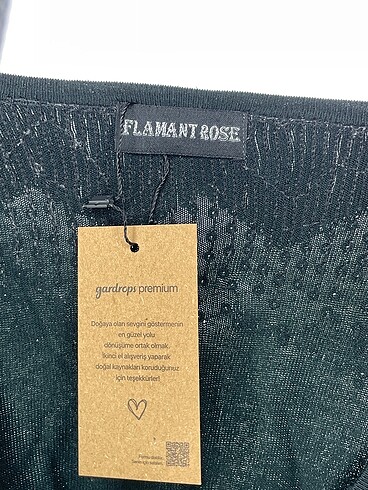 FLAMANT ROSE
gardrops premium
Doğaya olan sevgini göstermenin
en güzel yolu
dönüşüme ortak olmak.
İkinci el alışveriş yaparak
doğal kaynakları koruduğunuz
için teşekkürler!